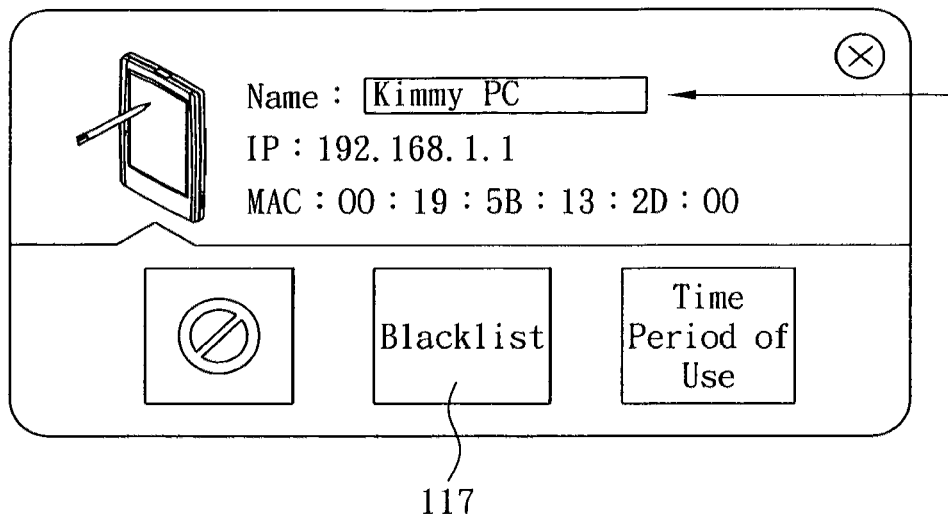 Name : Kimmy PC
IP : 192.168.1.1
MAC : 00 : 19 : 5B : 13 : 2D : 00
Blacklist
Time
Period of
Use
117